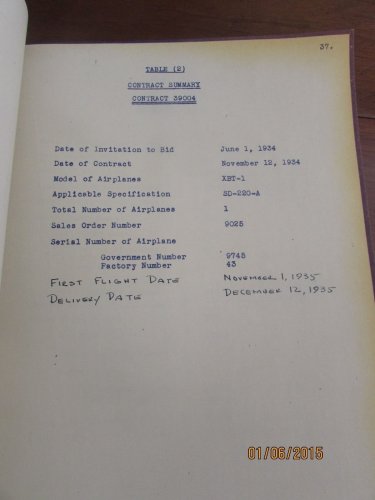 37.
TABLE (2)
CONTRACT SUMMARY
CONTRACT 39004
Date of Invitation to Bid June 1, 1934
Date of Contract November 12, 1934
Model of Airplanes XBT-1
Applicable Specification SD-220-A
Total Number of Airplanes 1
Sales Order Number 9025
Serial Number of Airplane
Government Number 9745
Factory Number 43
FIRST FLIGHT DATE NOVEMBER 1, 1935
DELIVERY DATE DECEMBER 12, 1935
01/06/2015